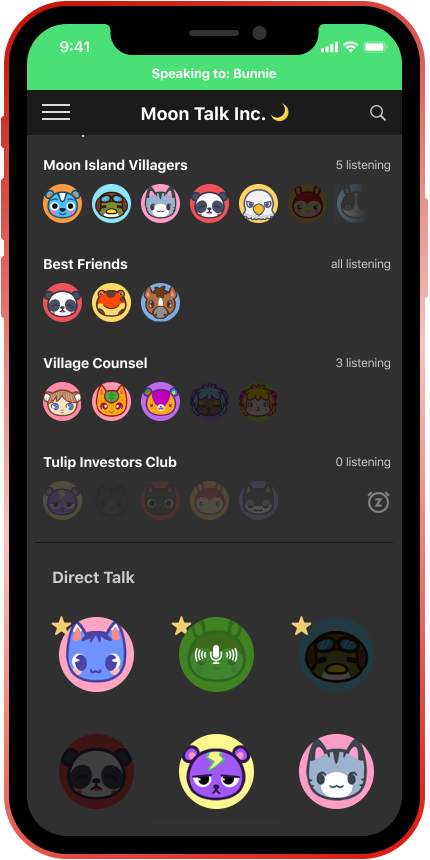 9:41
Speaking to: Bunnie
Moon Talk Inc.🌙
Moon Island Villagers
5 listening
Best Friends
all listening
Village Counsel
3 listening
Tulip Investors Club
0 listening
z
Direct Talk